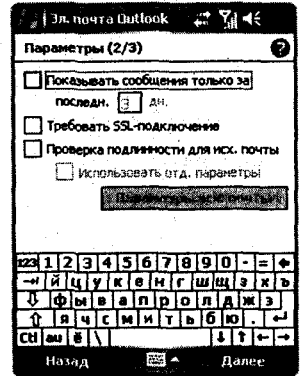 Эл. почта Outlook
Параметры (2/3)
Показывать сообщения только за
последн. 3 дн.
Требовать SSL-подключение
Проверка подлинности для исх. почты
Использовать отд. параметры
123 1 2 3 4 5 6 7 8 9 0 - =
й ц у к е н г ш щ з х ъ
ф ы в а п р о л д ж э
я ч с м и т ь б ю .
Ctl au ё \
Назад Далее